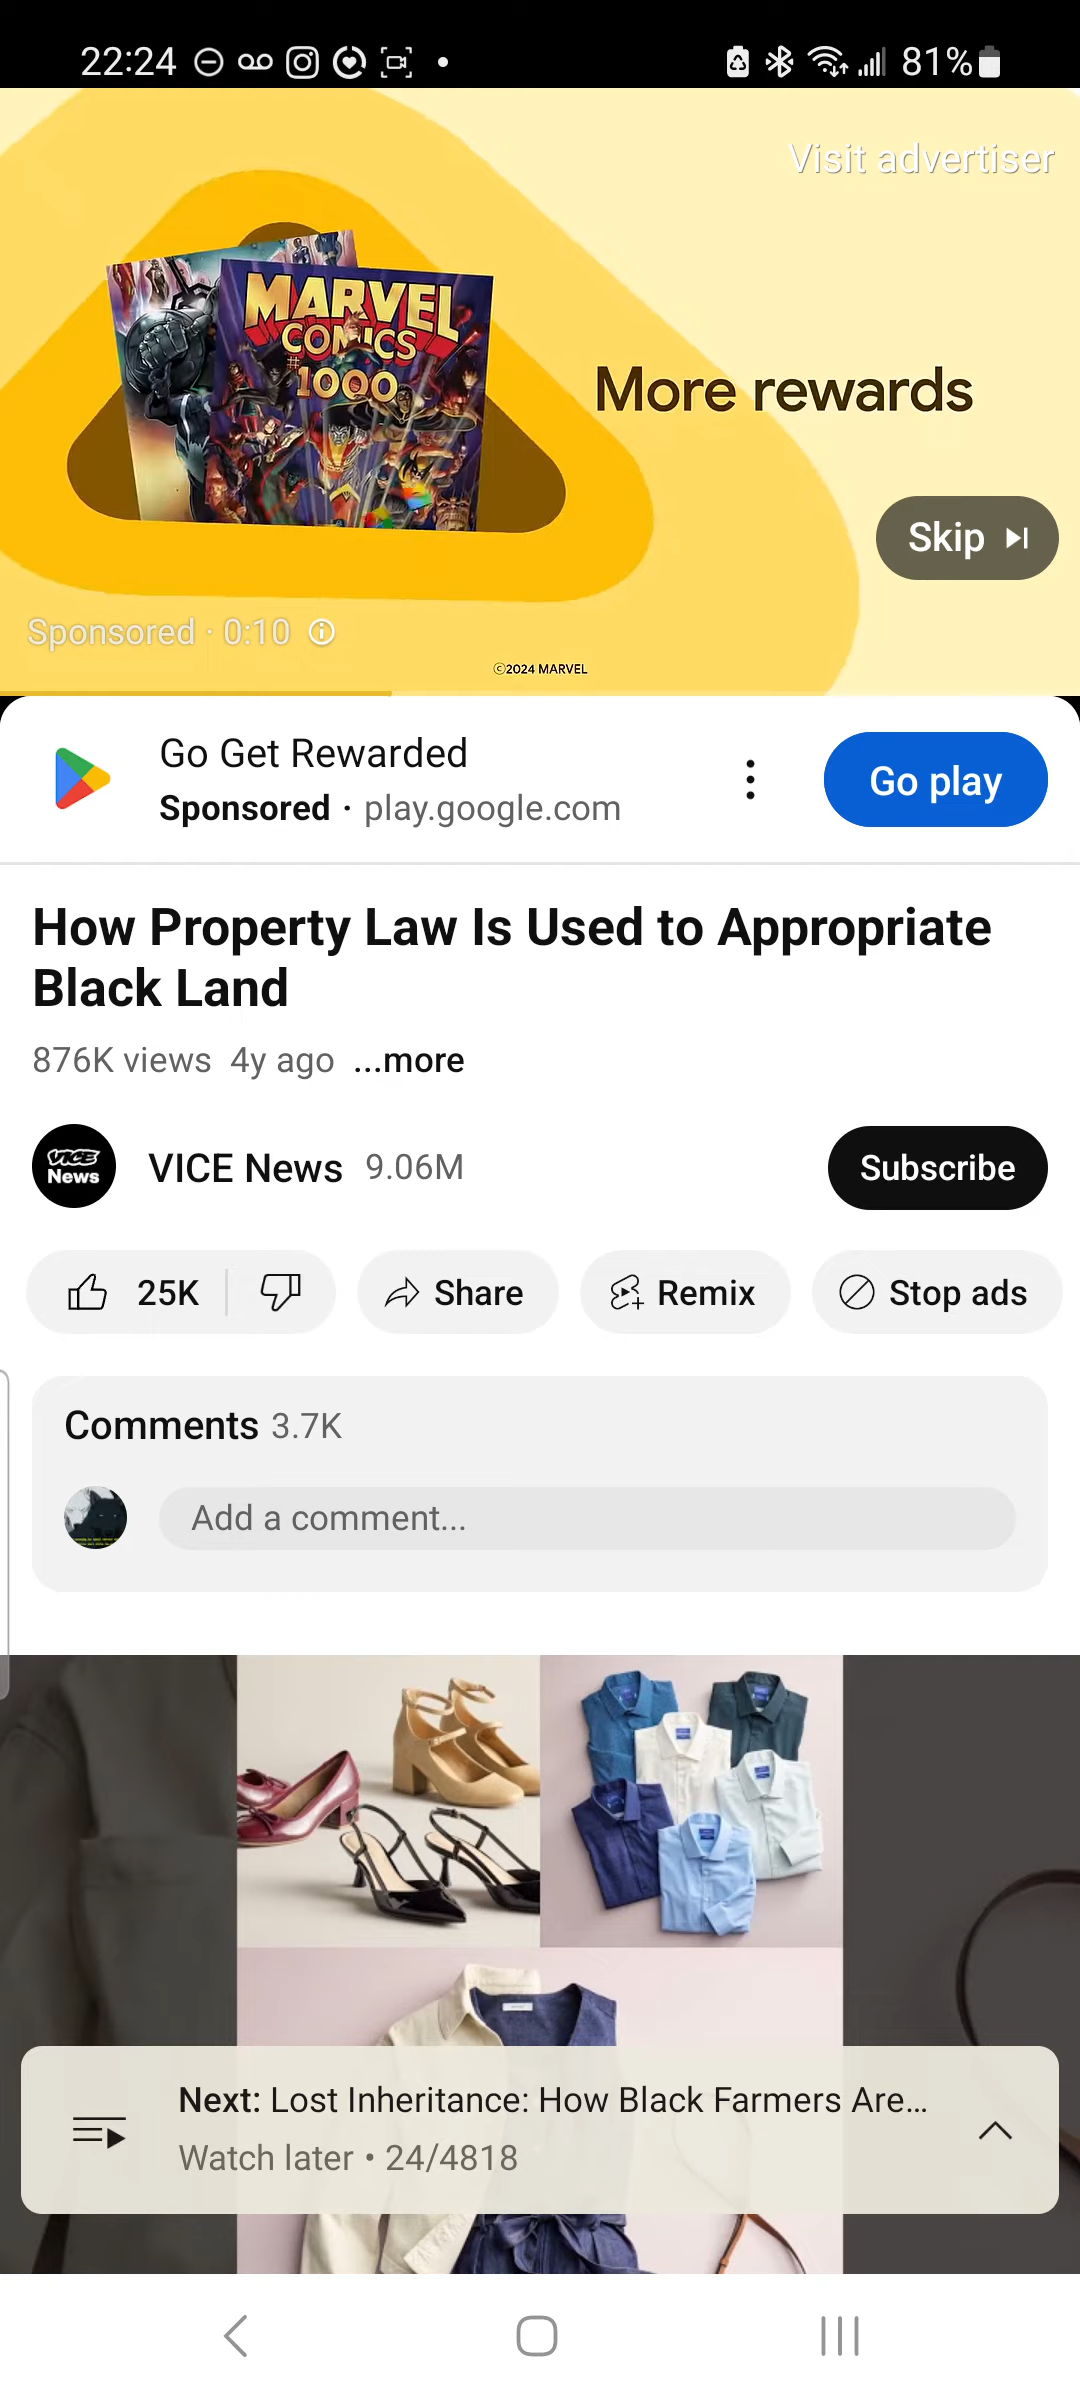 22:24
81%
Visit advertiser
MARVEL
COMICS
#1000
More rewards
Skip
Sponsored · 0:10
©2024 MARVEL
Go Get Rewarded
Sponsored · play.google.com
Go play
How Property Law Is Used to Appropriate
Black Land
876K views 4y ago ...more
VICE
News
VICE News 9.06M
Subscribe
25K
Share
Remix
Stop ads
Comments 3.7K
Add a comment...
Next: Lost Inheritance: How Black Farmers Are...
Watch later • 24/4818